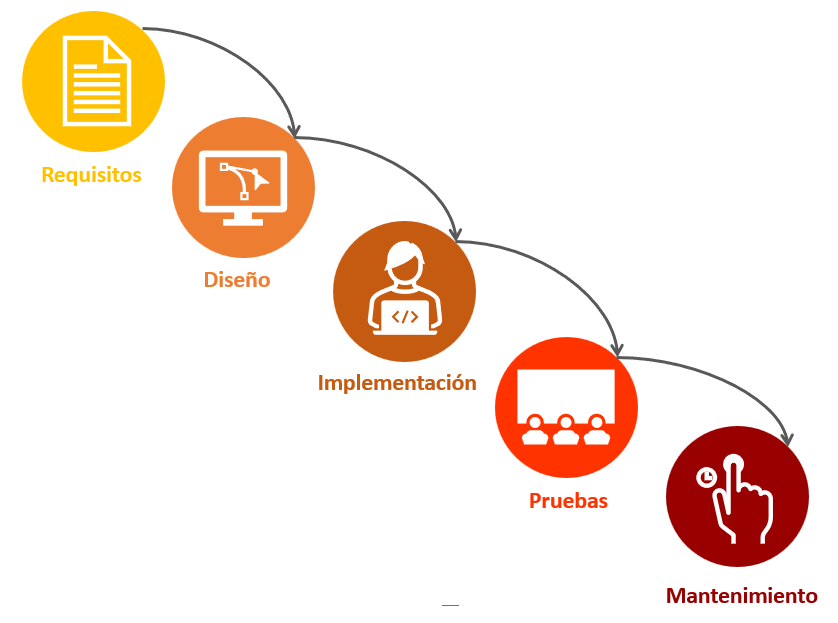 Requisitos
Diseño
Implementación
Pruebas
Mantenimiento